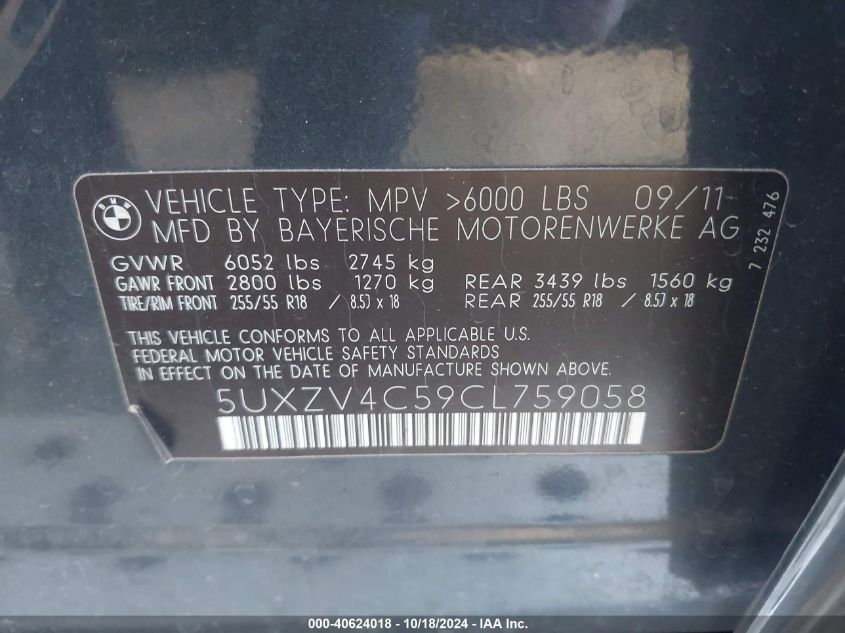 BMW
VEHICLE TYPE: MPV >6000 LBS 09/11
MFD BY BAYERISCHE MOTORENWERKE AG
GVWR 6052 lbs 2745 kg
GAWR FRONT 2800 lbs 1270 kg REAR 3439 lbs 1560 kg
TIRE/RIM FRONT 255/55 R18 / 8.5J x 18 REAR 255/55 R18 / 8.5J x 18
THIS VEHICLE CONFORMS TO ALL APPLICABLE U.S.
FEDERAL MOTOR VEHICLE SAFETY STANDARDS
IN EFFECT ON THE DATE OF MANUFACTURE SHOWN ABOVE.
5UXZV4C59CL759058
7 232 476
000-40624018 - 10/18/2024 - IAA Inc.